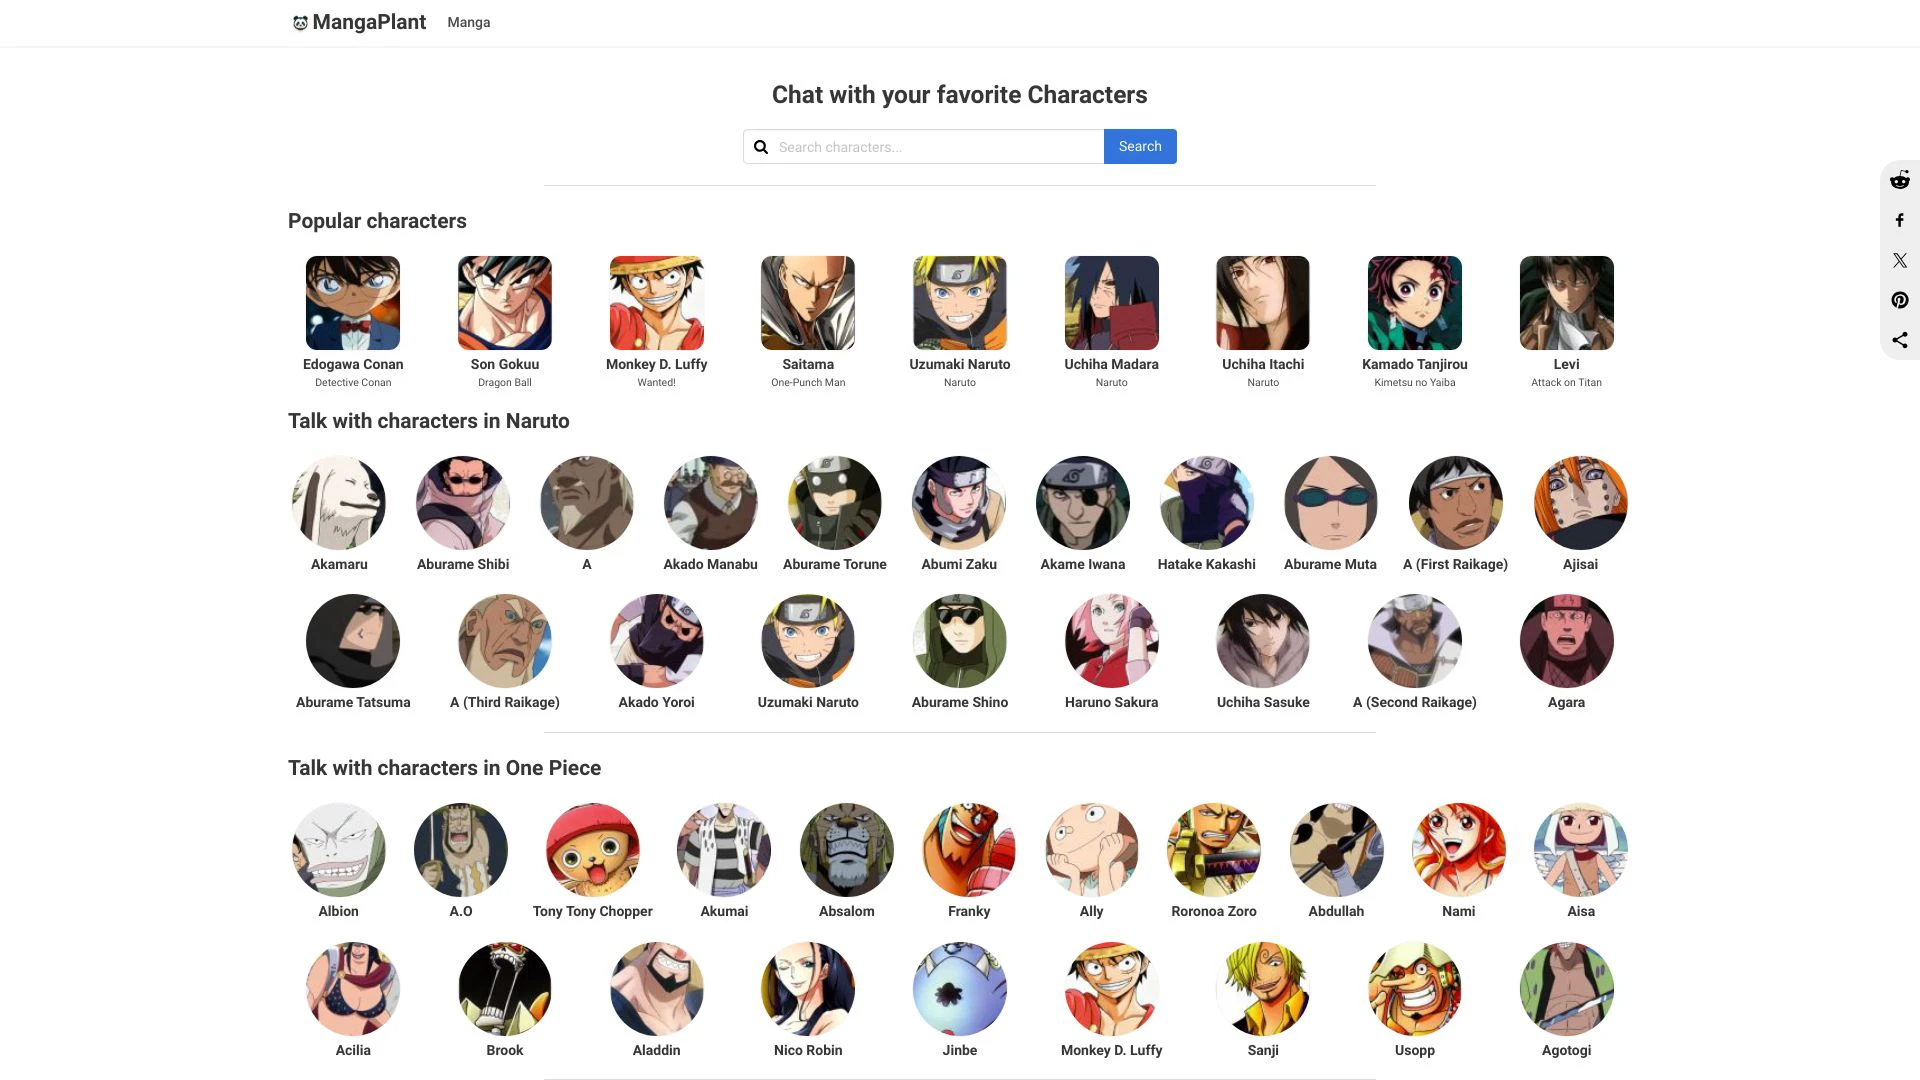 MangaPlant Manga
Chat with your favorite Characters
Search characters... Search
Popular characters
Edogawa Conan Son Gokuu Monkey D. Luffy Saitama Uzumaki Naruto Uchiha Madara Uchiha Itachi Kamado Tanjirou Levi
Detective Conan Dragon Ball Wanted! One-Punch Man Naruto Naruto Naruto Kimetsu no Yaiba Attack on Titan
Talk with characters in Naruto
Akamaru Aburame Shibi A Akado Manabu Aburame Torune Abumi Zaku Akame Iwana Hatake Kakashi Aburame Muta A (First Raikage) Ajisai
Aburame Tatsuma A (Third Raikage) Akado Yoroi Uzumaki Naruto Aburame Shino Haruno Sakura Uchiha Sasuke A (Second Raikage) Agara
Talk with characters in One Piece
Albion A.O Tony Tony Chopper Akumai Absalom Franky Ally Roronoa Zoro Abdullah Nami Aisa
Acilia Brook Aladdin Nico Robin Jinbe Monkey D. Luffy Sanji Usopp Agotogi